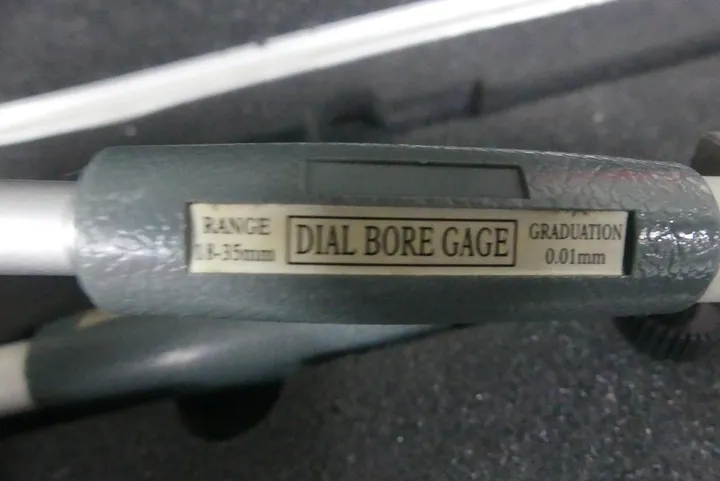 RANGE
18-35mm
DIAL BORE GAGE
GRADUATION
0.01mm